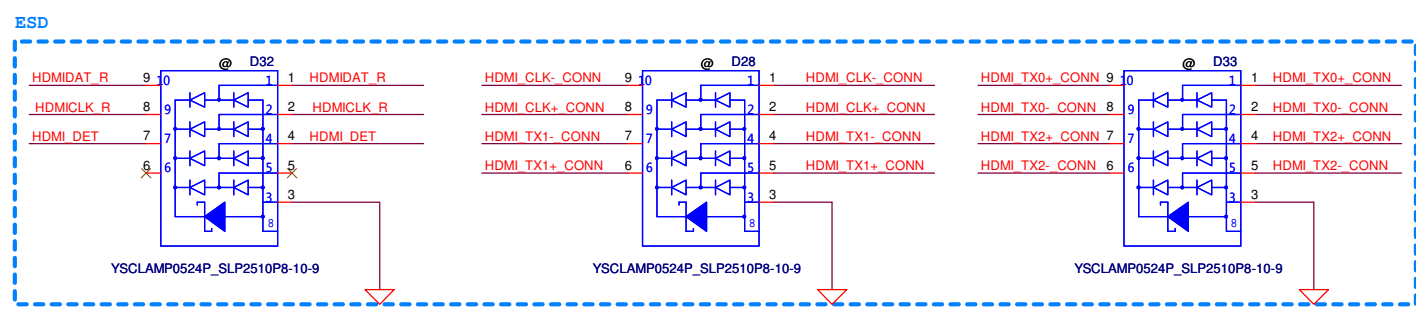 ESD
@ D32
HDMIDAT_R 9 10 1 1 HDMIDAT_R
HDMICLK_R 8 9 2 2 HDMICLK_R
HDMI_DET 7 7 4 4 HDMI_DET
6 6 5 5
3 3
8
YSCLAMP0524P_SLP2510P8-10-9
@ D28
HDMI_CLK-_CONN 9 10 1 1 HDMI_CLK-_CONN
HDMI_CLK+_CONN 8 9 2 2 HDMI_CLK+_CONN
HDMI_TX1-_CONN 7 7 4 4 HDMI_TX1-_CONN
HDMI_TX1+_CONN 6 6 5 5 HDMI_TX1+_CONN
3 3
8
YSCLAMP0524P_SLP2510P8-10-9
@ D33
HDMI_TX0+_CONN 9 10 1 1 HDMI_TX0+_CONN
HDMI_TX0-_CONN 8 9 2 2 HDMI_TX0-_CONN
HDMI_TX2+_CONN 7 7 4 4 HDMI_TX2+_CONN
HDMI_TX2-_CONN 6 6 5 5 HDMI_TX2-_CONN
3 3
8
YSCLAMP0524P_SLP2510P8-10-9